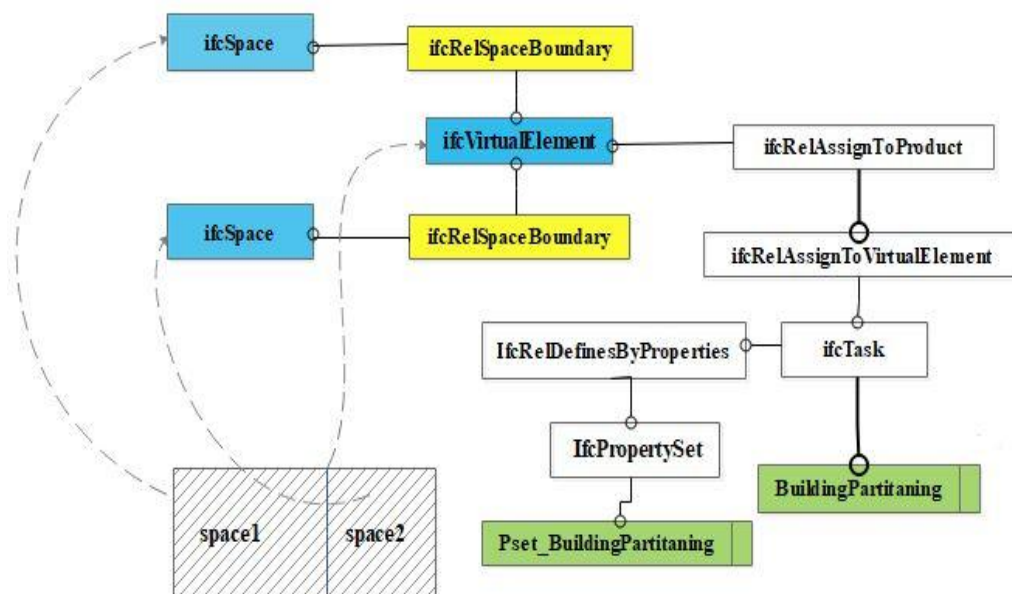 ifcSpace
ifcRelSpaceBoundary
ifcVirtualElement
ifcRelAssignToProduct
ifcSpace
ifcRelSpaceBoundary
ifcRelAssignToVirtualElement
IfcRelDefinesByProperties
ifcTask
IfcPropertySet
BuildingPartitaning
space1
space2
Pset_BuildingPartitaning